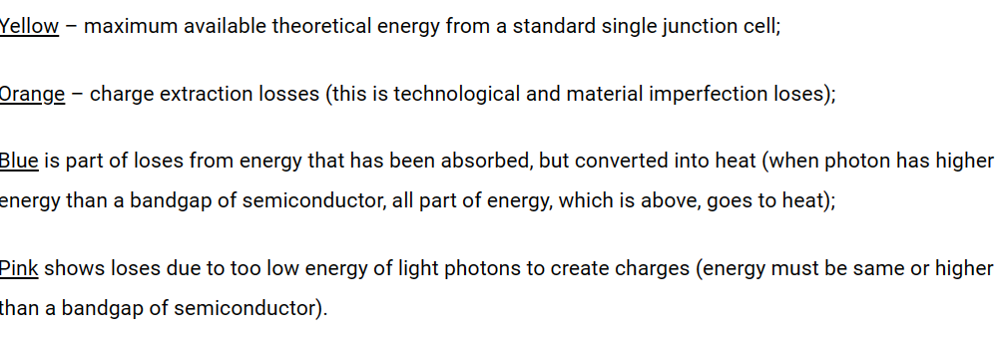 Yellow – maximum available theoretical energy from a standard single junction cell;
Orange – charge extraction losses (this is technological and material imperfection loses);
Blue is part of loses from energy that has been absorbed, but converted into heat (when photon has higher
energy than a bandgap of semiconductor, all part of energy, which is above, goes to heat);
Pink shows loses due to too low energy of light photons to create charges (energy must be same or higher
than a bandgap of semiconductor).